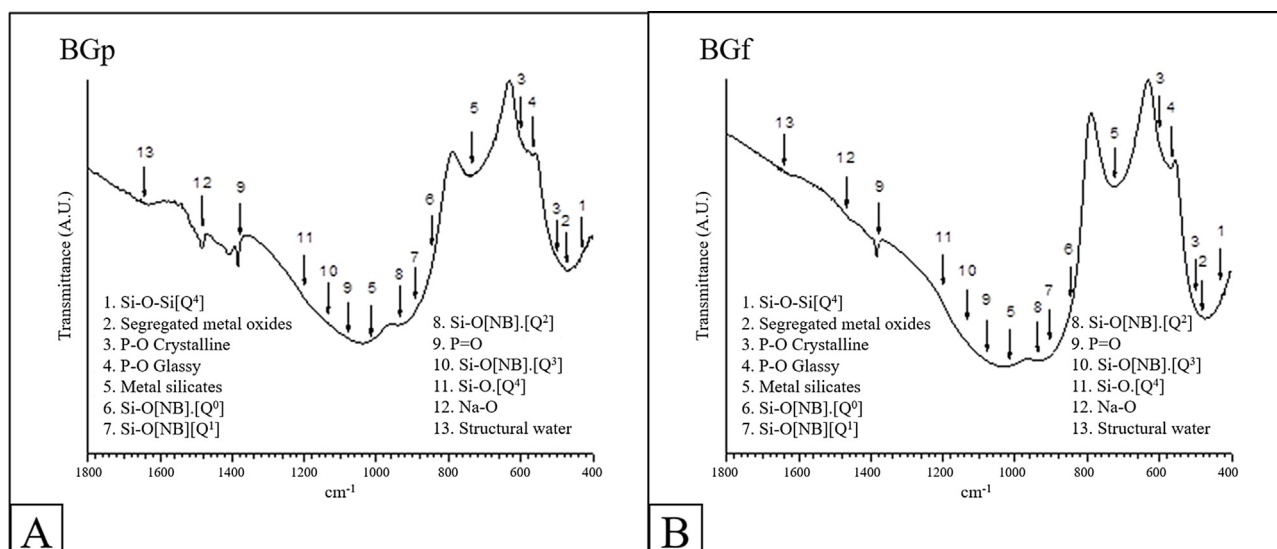 BGp
3
4
5
13
12
9
6
3
2
1
11
10
9
5
8
7
Transmittance (A.U.)
1. Si-O-Si[Q⁴]
2. Segregated metal oxides
3. P-O Crystalline
4. P-O Glassy
5. Metal silicates
6. Si-O[NB].[Q⁰]
7. Si-O[NB][Q¹]
8. Si-O[NB].[Q²]
9. P=O
10. Si-O[NB].[Q³]
11. Si-O.[Q⁴]
12. Na-O
13. Structural water
1800 1600 1400 1200 1000 800 600 400
cm⁻¹
A
BGf
3
4
5
13
12
9
6
3
2
1
11
10
9
5
8
7
Transmittance (A.U.)
1. Si-O-Si[Q⁴]
2. Segregated metal oxides
3. P-O Crystalline
4. P-O Glassy
5. Metal silicates
6. Si-O[NB].[Q⁰]
7. Si-O[NB][Q¹]
8. Si-O[NB].[Q²]
9. P=O
10. Si-O[NB].[Q³]
11. Si-O.[Q⁴]
12. Na-O
13. Structural water
1800 1600 1400 1200 1000 800 600 400
cm⁻¹
B